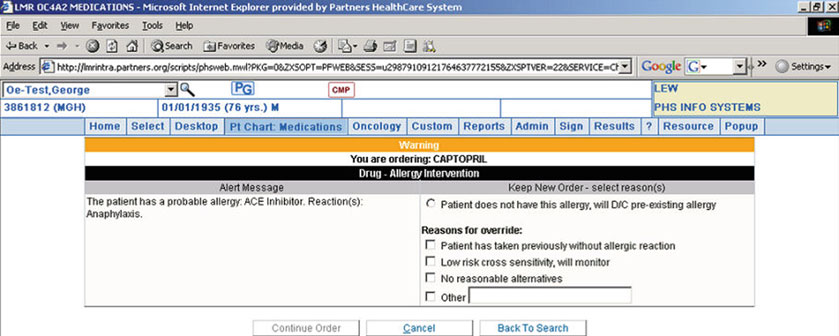 LMR OC4A2 MEDICATIONS - Microsoft Internet Explorer provided by Partners HealthCare System
File Edit View Favorites Tools Help
Back Search Favorites Media
Address http://lmrintra.partners.org/scripts/phsweb.mwl?PKG=0&ZXSOPT=PFWEB&SESS=u2987910912176463772155&ZXSPTVER=22&SERVICE=CH Google G Settings
Oe-Test,George PG CMP LEW
3861812 (MGH) 01/01/1935 (76 yrs.) M PHS INFO SYSTEMS
Home Select Desktop Pt Chart: Medications Oncology Custom Reports Admin Sign Results ? Resource Popup
Warning
You are ordering: CAPTOPRIL
Drug - Allergy Intervention
Alert Message Keep New Order - select reason(s)
The patient has a probable allergy: ACE Inhibitor. Reaction(s): Patient does not have this allergy, will D/C pre-existing allergy
Anaphylaxis.
Reasons for override:
Patient has taken previously without allergic reaction
Low risk cross sensitivity, will monitor
No reasonable alternatives
Other
Continue Order Cancel Back To Search